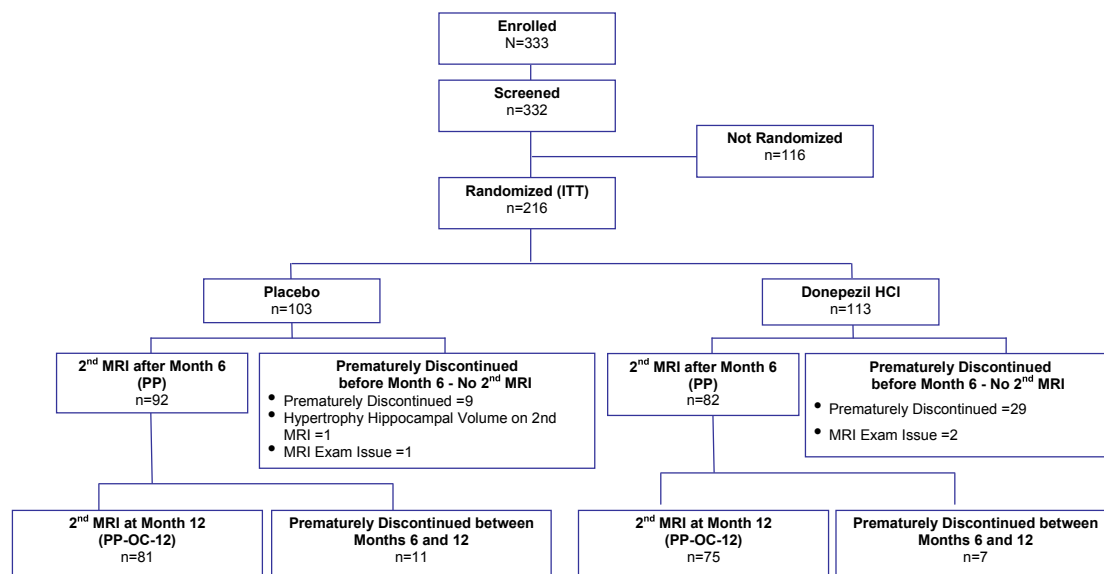 Enrolled
N=333
Screened
n=332
Not Randomized
n=116
Randomized (ITT)
n=216
Placebo
n=103
Donepezil HCl
n=113
2nd MRI after Month 6
(PP)
n=92
Prematurely Discontinued
before Month 6 - No 2nd MRI
• Prematurely Discontinued =9
• Hypertrophy Hippocampal Volume on 2nd
MRI =1
• MRI Exam Issue =1
2nd MRI after Month 6
(PP)
n=82
Prematurely Discontinued
before Month 6 - No 2nd MRI
• Prematurely Discontinued =29
• MRI Exam Issue =2
2nd MRI at Month 12
(PP-OC-12)
n=81
Prematurely Discontinued between
Months 6 and 12
n=11
2nd MRI at Month 12
(PP-OC-12)
n=75
Prematurely Discontinued between
Months 6 and 12
n=7